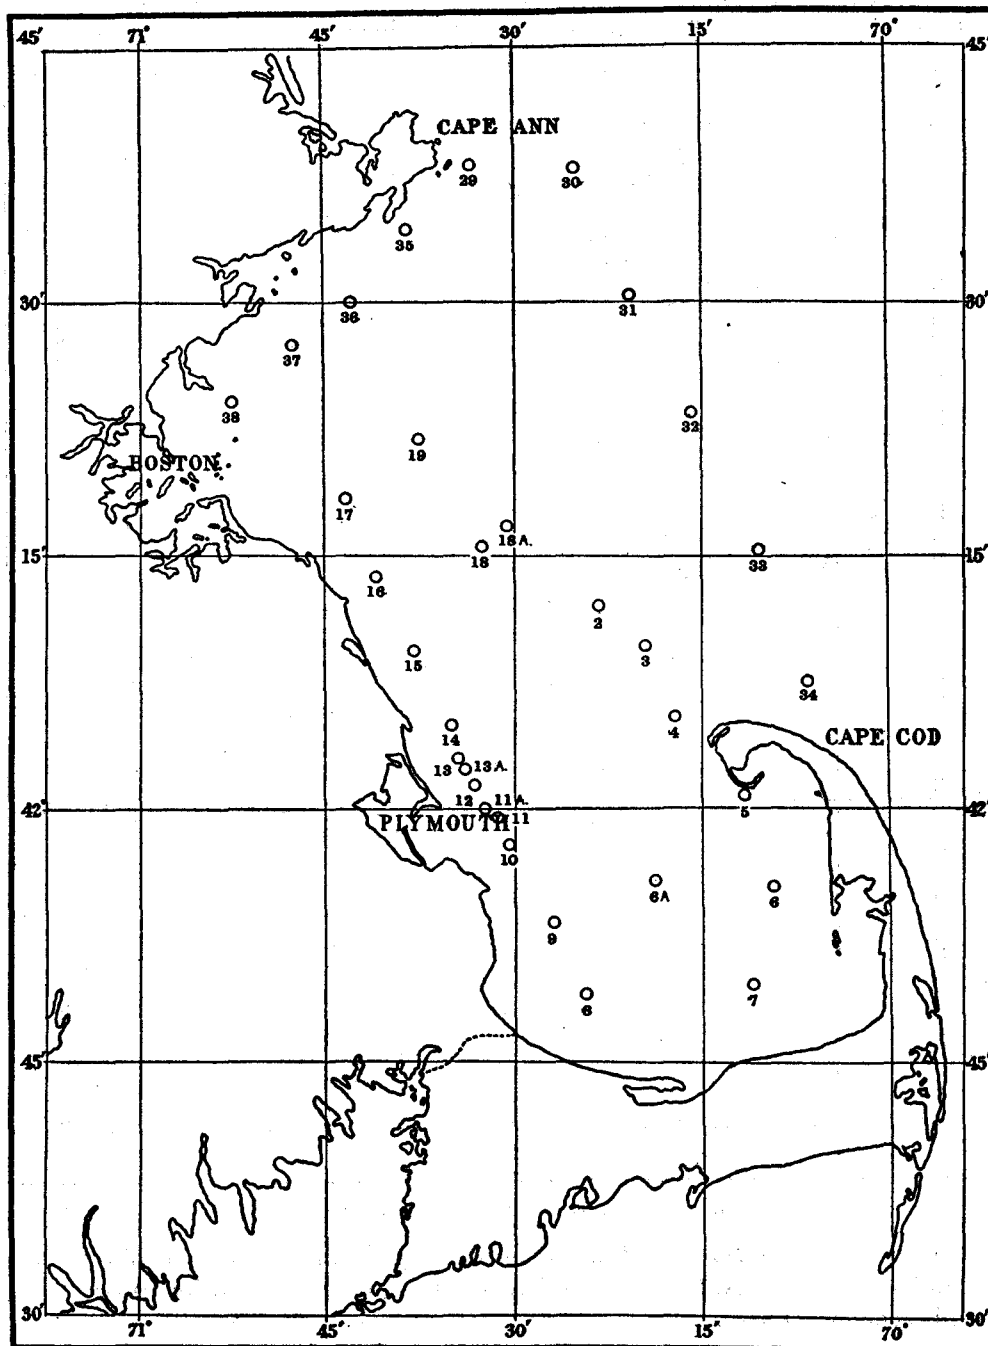 45' 71° 45' 30' 15' 70° 45'
CAPE ANN
29 30
35
30' 36 31 30'
37
38 32
19
BOSTON
17
18A.
15' 18 33 15'
16
2
15 3
34
14 4
CAPE COD
13 13A.
12 11A.
42° 5 42°
PLYMOUTH 11
10
6A 6
9
6 7
45' 45'
30' 71° 45' 30' 15' 70° 30'